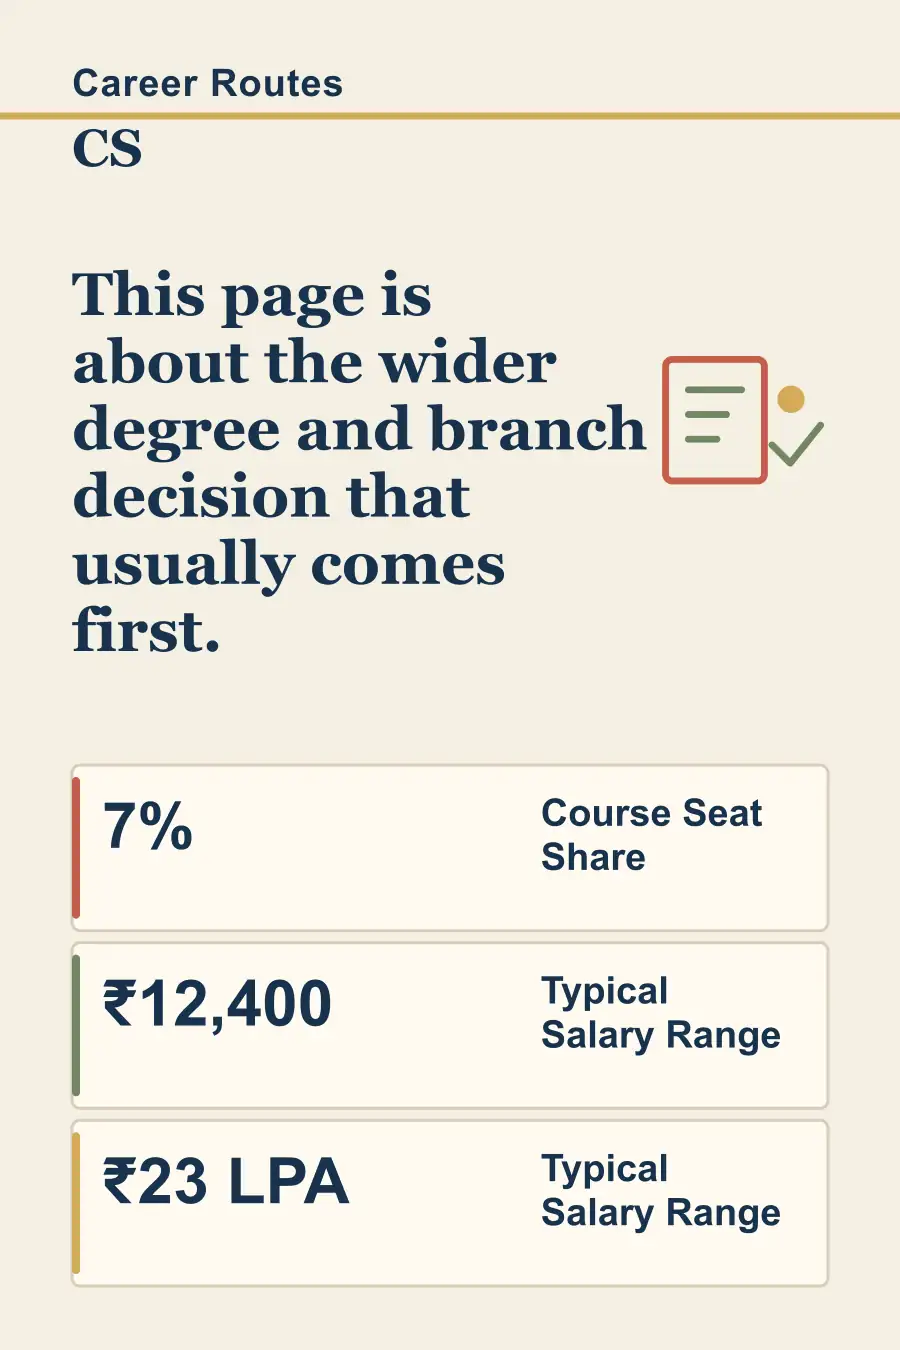 Career Routes
CS
This page is
about the wider
degree and branch
decision that
usually comes
first.
7%
Course Seat
Share
₹12,400
Typical
Salary Range
₹23 LPA
Typical
Salary Range